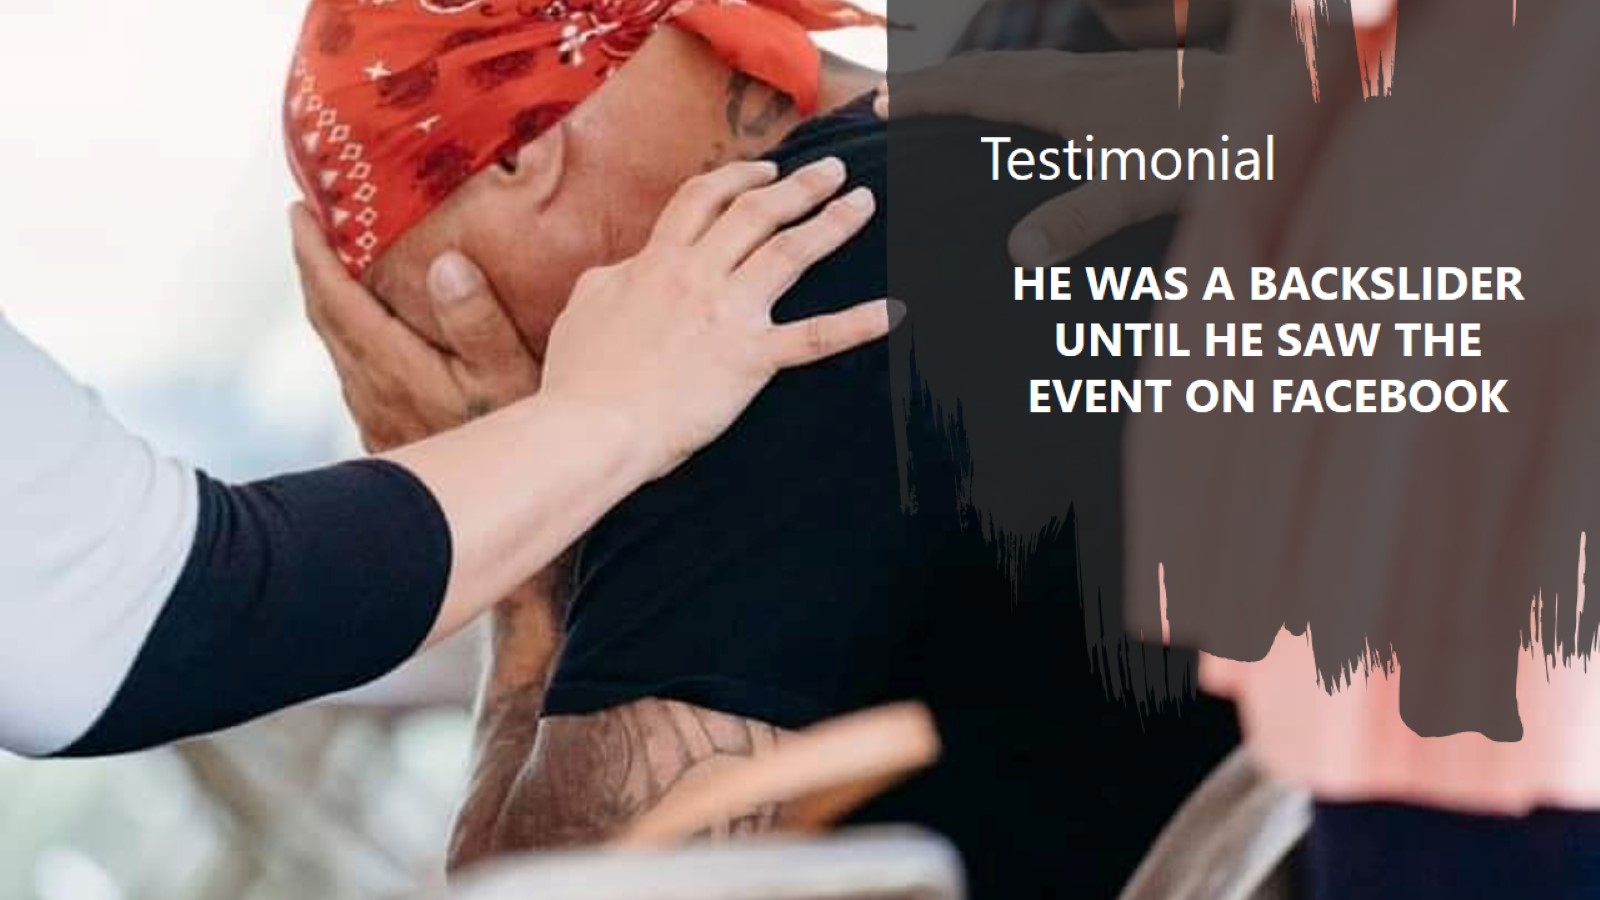 Testimonial
HE WAS A BACKSLIDER
UNTIL HE SAW THE
EVENT ON FACEBOOK